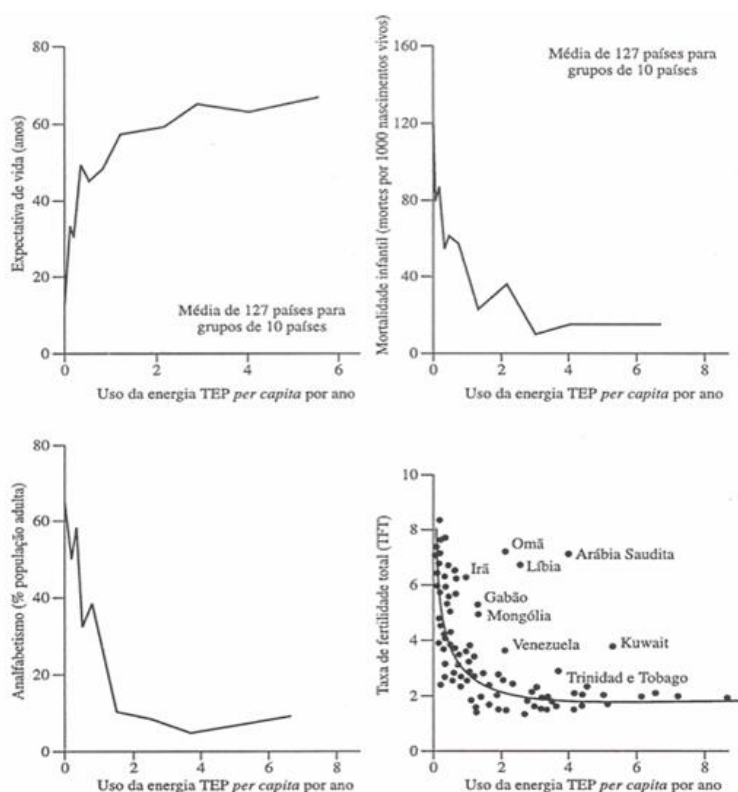 Expectativa de vida (anos)
80
60
40
20
0
Média de 127 países para
grupos de 10 países
0 2 4 6
Uso da energia TEP per capita por ano
Mortalidade infantil (mortes por 1000 nascimentos vivos)
160
120
80
40
0
Média de 127 países para
grupos de 10 países
0 2 4 6 8
Uso da energia TEP per capita por ano
Analfabetismo (% população adulta)
80
60
40
20
0
0 2 4 6 8
Uso da energia TEP per capita por ano
Taxa de fertilidade total (TFT)
10
8
6
4
2
0
Omã
Arábia Saudita
Irã
Líbia
Gabão
Mongólia
Venezuela
Kuwait
Trinidad e Tobago
0 2 4 6 8
Uso da energia TEP per capita por ano